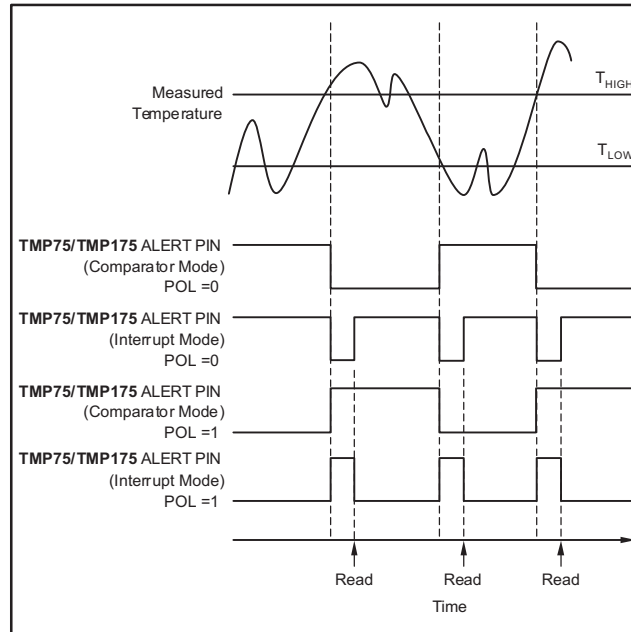 T_HIGH
Measured
Temperature
T_LOW
TMP75/TMP175 ALERT PIN
(Comparator Mode)
POL =0
TMP75/TMP175 ALERT PIN
(Interrupt Mode)
POL =0
TMP75/TMP175 ALERT PIN
(Comparator Mode)
POL =1
TMP75/TMP175 ALERT PIN
(Interrupt Mode)
POL =1
Read
Read
Read
Time